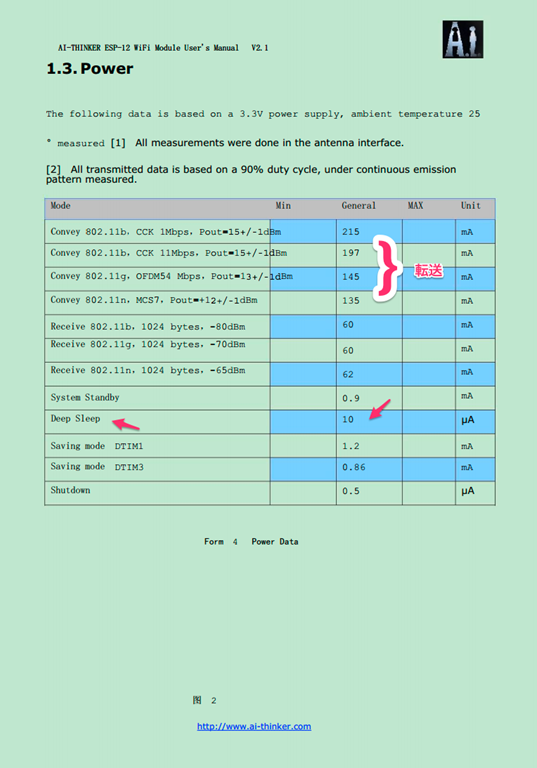 AI-THINKER ESP-12 WiFi Module User's Manual V2.1
A.I.
1.3. Power
The following data is based on a 3.3V power supply, ambient temperature 25
° measured [1] All measurements were done in the antenna interface.
[2] All transmitted data is based on a 90% duty cycle, under continuous emission
pattern measured.
Mode Min General MAX Unit
Convey 802.11b, CCK 1Mbps, Pout=15+/-1dBm 215 mA
Convey 802.11b, CCK 11Mbps, Pout=15+/-1dBm 197 mA
Convey 802.11g, OFDM54 Mbps, Pout=13+/-1dBm 145 mA
Convey 802.11n, MCS7, Pout=+12+/-1dBm 135 mA
転送
Receive 802.11b, 1024 bytes, -80dBm 60 mA
Receive 802.11g, 1024 bytes, -70dBm 60 mA
Receive 802.11n, 1024 bytes, -65dBm 62 mA
System Standby 0.9 mA
Deep Sleep 10 μA
Saving mode DTIM1 1.2 mA
Saving mode DTIM3 0.86 mA
Shutdown 0.5 μA
Form 4 Power Data
图 2
http://www.ai-thinker.com